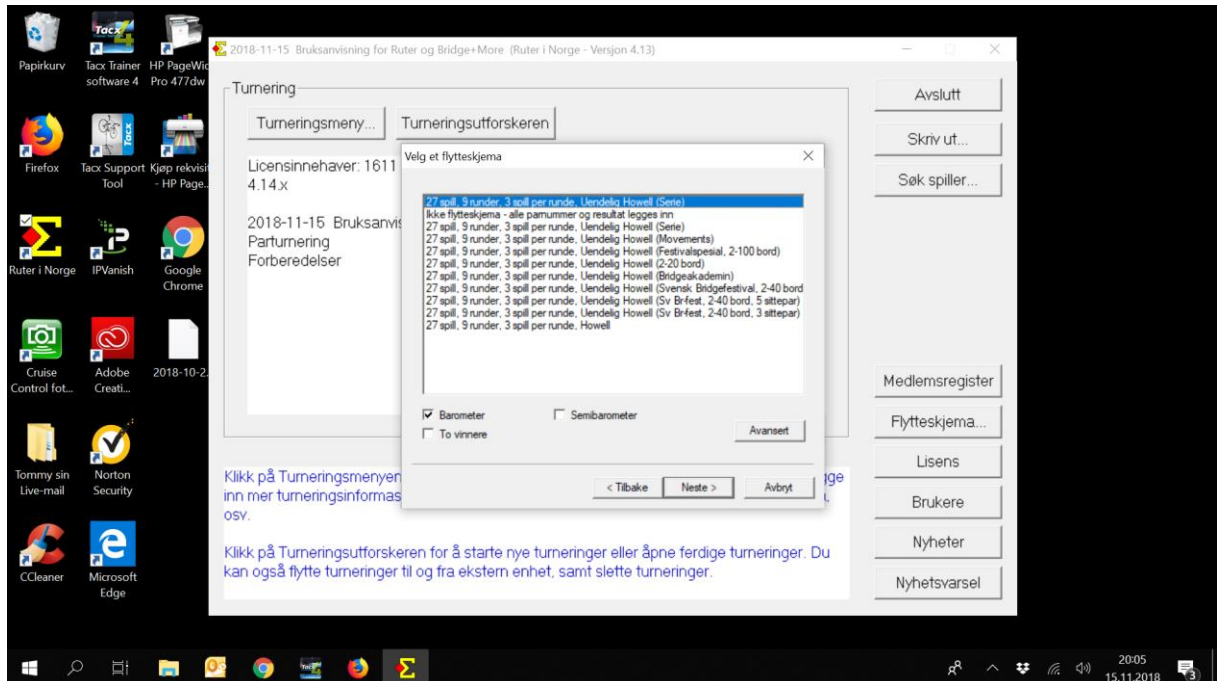 Papirkurv
Tacx Trainer
software 4
HP PageWid
Pro 477dw
Firefox
Tacx Support
Tool
Kjøp rekvisit
- HP Page...
Ruter i Norge
IPVanish
Google
Chrome
Cruise
Control fot...
Adobe
Creati...
2018-10-2
Tommy sin
Live-mail
Norton
Security
CCleaner
Microsoft
Edge
2018-11-15 Bruksanvisning for Ruter og Bridge+More (Ruter i Norge - Versjon 4.13)
Turnering
Turneringsmeny...
Turneringsutforskeren
Licensinnehaver: 1611
4.14.x
2018-11-15 Bruksanvis
Parturnering
Forberedelser
Velg et flytteskjema
27 spill, 9 runder, 3 spill per runde, Uendelig Howell (Serie)
Ikke flytteskjema - alle parnummer og resultat legges inn
27 spill, 9 runder, 3 spill per runde, Uendelig Howell (Serie)
27 spill, 9 runder, 3 spill per runde, Uendelig Howell (Movements)
27 spill, 9 runder, 3 spill per runde, Uendelig Howell (Festivalspesial, 2-100 bord)
27 spill, 9 runder, 3 spill per runde, Uendelig Howell (2-20 bord)
27 spill, 9 runder, 3 spill per runde, Uendelig Howell (Bridgeakademin)
27 spill, 9 runder, 3 spill per runde, Uendelig Howell (Svensk Bridgefestival, 2-40 bord
27 spill, 9 runder, 3 spill per runde, Uendelig Howell (Sv Br-fest, 2-40 bord, 5 sittepar)
27 spill, 9 runder, 3 spill per runde, Uendelig Howell (Sv Br-fest, 2-40 bord, 3 sittepar)
27 spill, 9 runder, 3 spill per runde, Howell
Barometer
Semibarometer
To vinnere
Avansert
< Tilbake
Neste >
Avbryt
Klikk på Turneringsmenyen
gge
inn mer turneringsinformas
osv.
Klikk på Turneringsutforskeren for å starte nye turneringer eller åpne ferdige turneringer. Du
kan også flytte turneringer til og fra ekstern enhet, samt slette turneringer.
Avslutt
Skriv ut...
Søk spiller...
Medlemsregister
Flytteskjema...
Lisens
Brukere
Nyheter
Nyhetsvarsel
20:05
15.11.2018
3